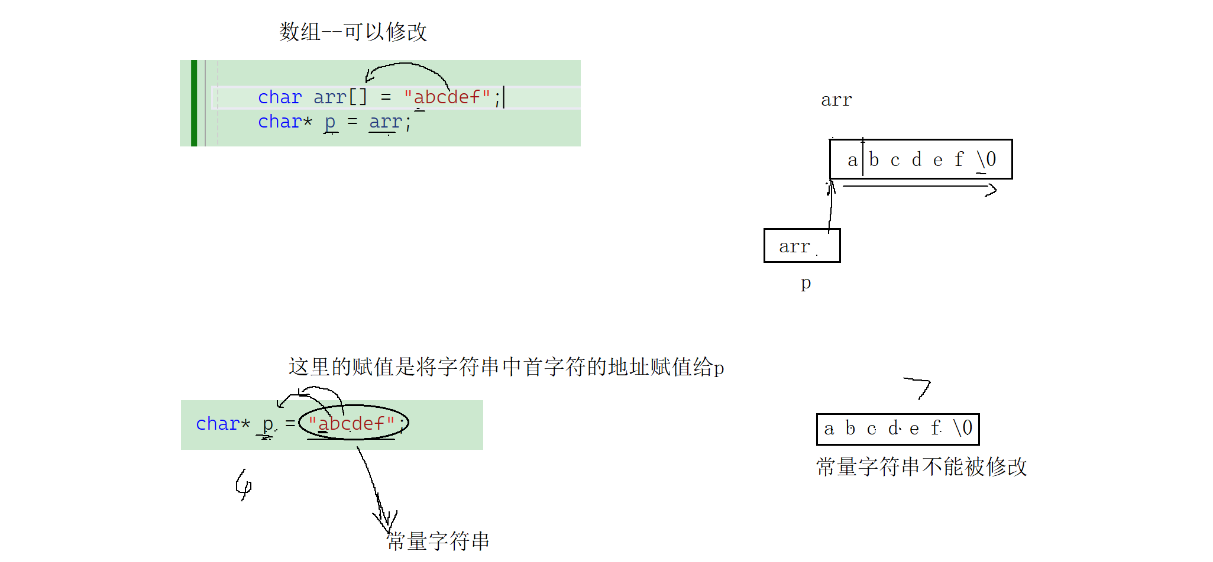 数组--可以修改
char arr[] = "abcdef";
char* p = arr;
arr
a b c d e f \0
arr
p
这里的赋值是将字符串中首字符的地址赋值给p
char* p = "abcdef";
a b c d e f \0
常量字符串不能被修改
常量字符串